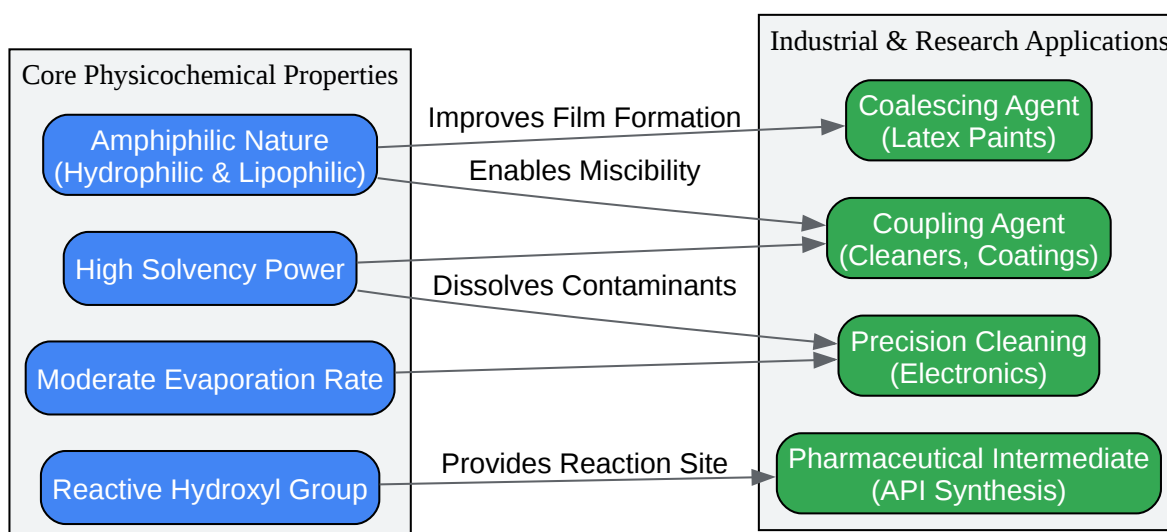 Core Physicochemical Properties
Amphiphilic Nature
(Hydrophilic & Lipophilic)
High Solvency Power
Moderate Evaporation Rate
Reactive Hydroxyl Group
Improves Film Formation
Enables Miscibility
Dissolves Contaminants
Provides Reaction Site
Industrial & Research Applications
Coalescing Agent
(Latex Paints)
Coupling Agent
(Cleaners, Coatings)
Precision Cleaning
(Electronics)
Pharmaceutical Intermediate
(API Synthesis)